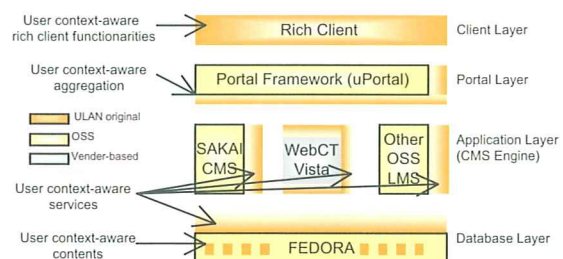 User context-aware
rich client functionarities
Rich Client
Client Layer
User context-aware
aggregation
Portal Framework (uPortal)
Portal Layer
ULAN original
OSS
Vender-based
SAKAI
CMS
WebCT
Vista
Other
OSS
LMS
Application Layer
(CMS Engine)
User context-aware
services
User context-aware
contents
FEDORA
Database Layer